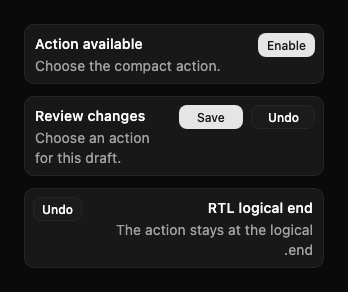 Action available
Enable
Choose the compact action.
Review changes
Save
Undo
Choose an action
for this draft.
Undo
RTL logical end
The action stays at the logical
.end